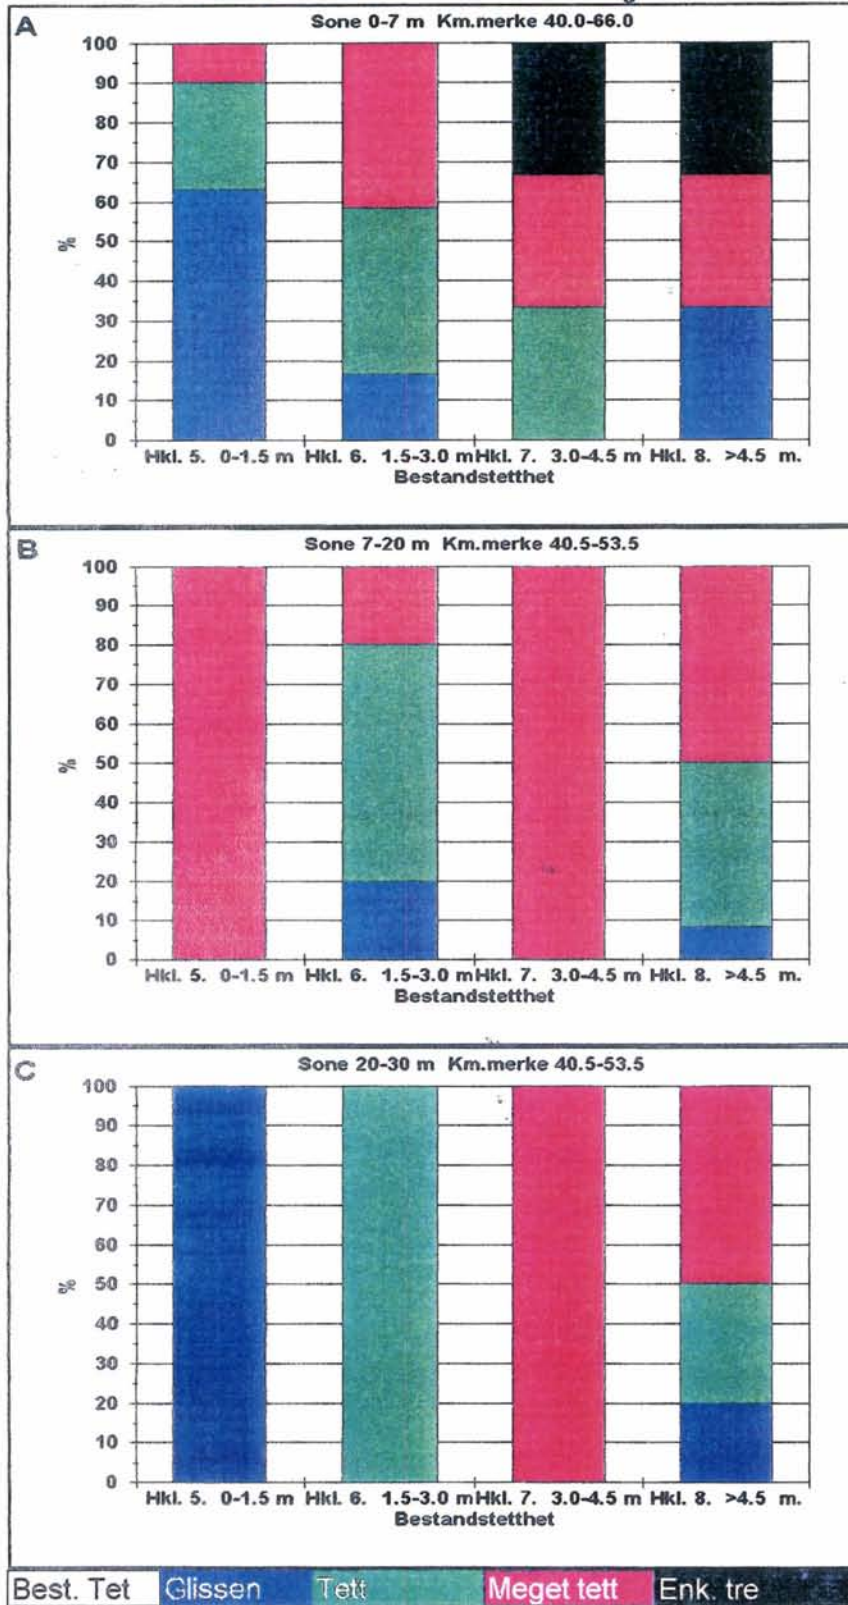 A
Sone 0-7 m Km.merke 40.0-66.0
100
90
80
70
60
50
40
30
20
10
0
%
Hkl. 5. 0-1.5 m Hkl. 6. 1.5-3.0 m Hkl. 7. 3.0-4.5 m Hkl. 8. >4.5 m.
Bestandstetthet
B
Sone 7-20 m Km.merke 40.5-53.5
100
90
80
70
60
50
40
30
20
10
0
%
Hkl. 5. 0-1.5 m Hkl. 6. 1.5-3.0 m Hkl. 7. 3.0-4.5 m Hkl. 8. >4.5 m.
Bestandstetthet
C
Sone 20-30 m Km.merke 40.5-53.5
100
90
80
70
60
50
40
30
20
10
0
%
Hkl. 5. 0-1.5 m Hkl. 6. 1.5-3.0 m Hkl. 7. 3.0-4.5 m Hkl. 8. >4.5 m.
Bestandstetthet
Best. Tet Glissen Tett Meget tett Enk. tre